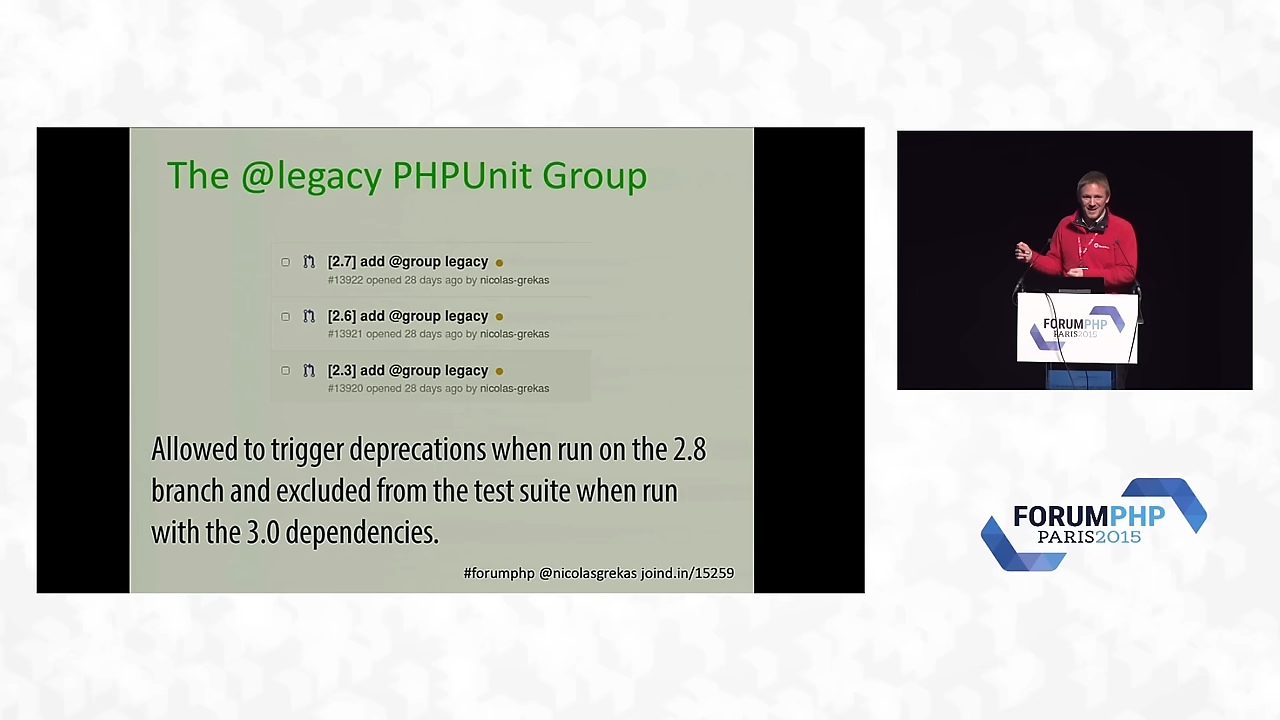 The @legacy PHPUnit Group
[2.7] add @group legacy
#13922 opened 28 days ago by nicolas-grekas
[2.6] add @group legacy
#13921 opened 28 days ago by nicolas-grekas
[2.3] add @group legacy
#13920 opened 28 days ago by nicolas-grekas
Allowed to trigger deprecations when run on the 2.8
branch and excluded from the test suite when run
with the 3.0 dependencies.
#forumphp @nicolasgrekas joind.in/15259
FORUMPHP
PARIS2015
FORUMPHP
PARIS2015